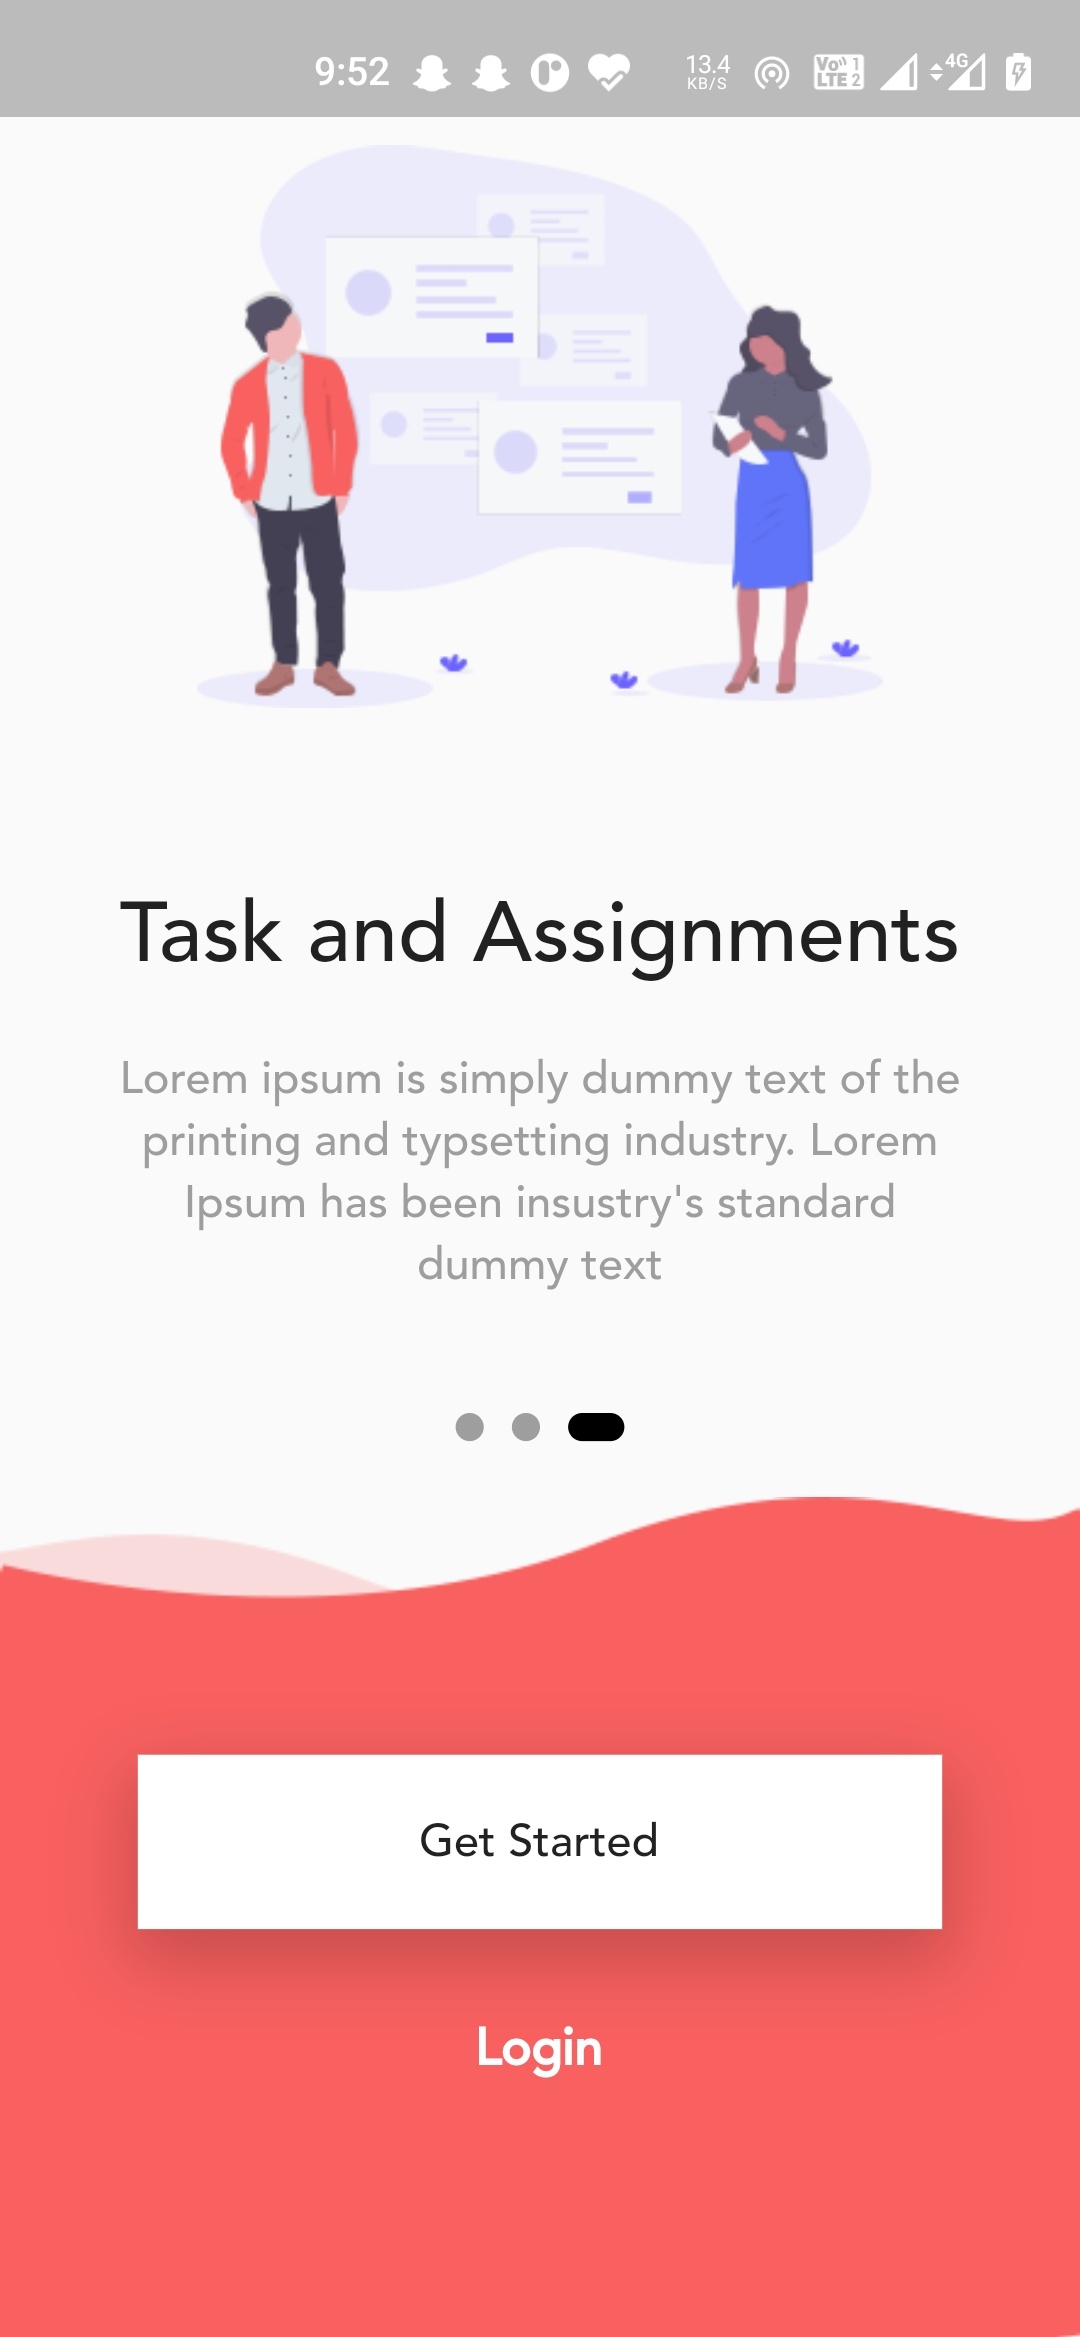 9:52
13.4
KB/S
Vo 1
LTE 2
4G
Task and Assignments
Lorem ipsum is simply dummy text of the
printing and typsetting industry. Lorem
Ipsum has been insustry's standard
dummy text
Get Started
Login